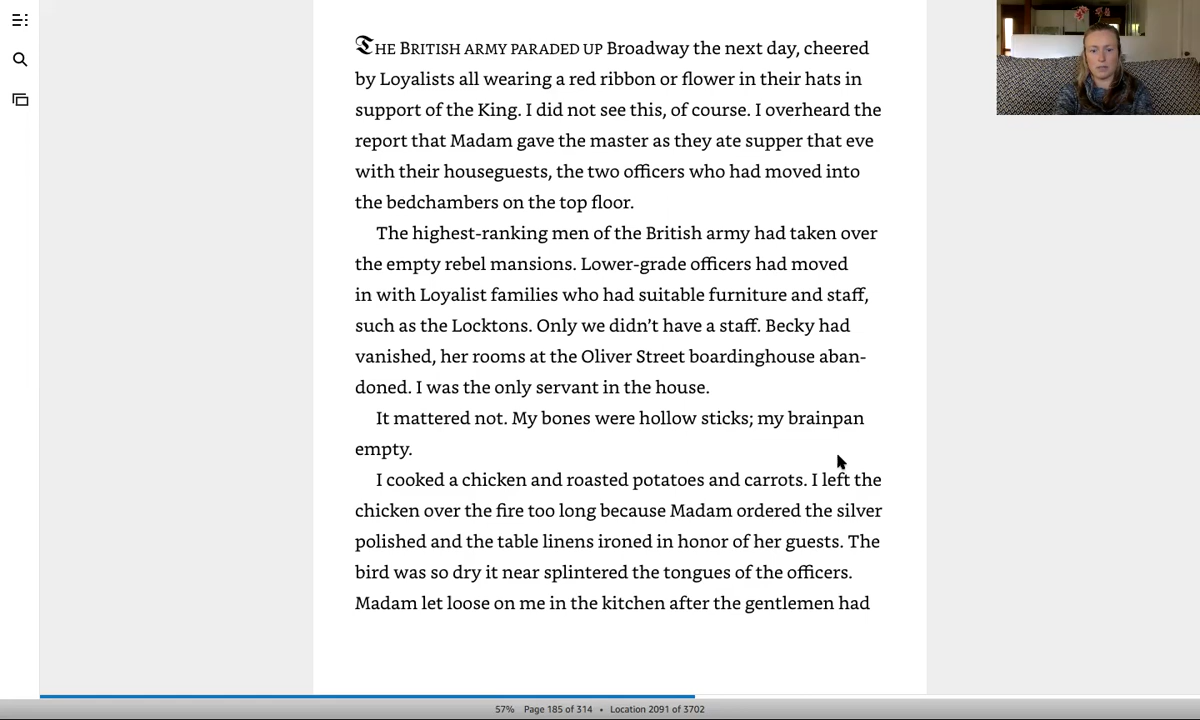 THE BRITISH ARMY PARADED UP Broadway the next day, cheered
by Loyalists all wearing a red ribbon or flower in their hats in
support of the King. I did not see this, of course. I overheard the
report that Madam gave the master as they ate supper that eve
with their houseguests, the two officers who had moved into
the bedchambers on the top floor.
The highest-ranking men of the British army had taken over
the empty rebel mansions. Lower-grade officers had moved
in with Loyalist families who had suitable furniture and staff,
such as the Locktons. Only we didn’t have a staff. Becky had
vanished, her rooms at the Oliver Street boardinghouse aban-
doned. I was the only servant in the house.
It mattered not. My bones were hollow sticks; my brainpan
empty.
I cooked a chicken and roasted potatoes and carrots. I left the
chicken over the fire too long because Madam ordered the silver
polished and the table linens ironed in honor of her guests. The
bird was so dry it near splintered the tongues of the officers.
Madam let loose on me in the kitchen after the gentlemen had
57% Page 185 of 314 • Location 2091 of 3702